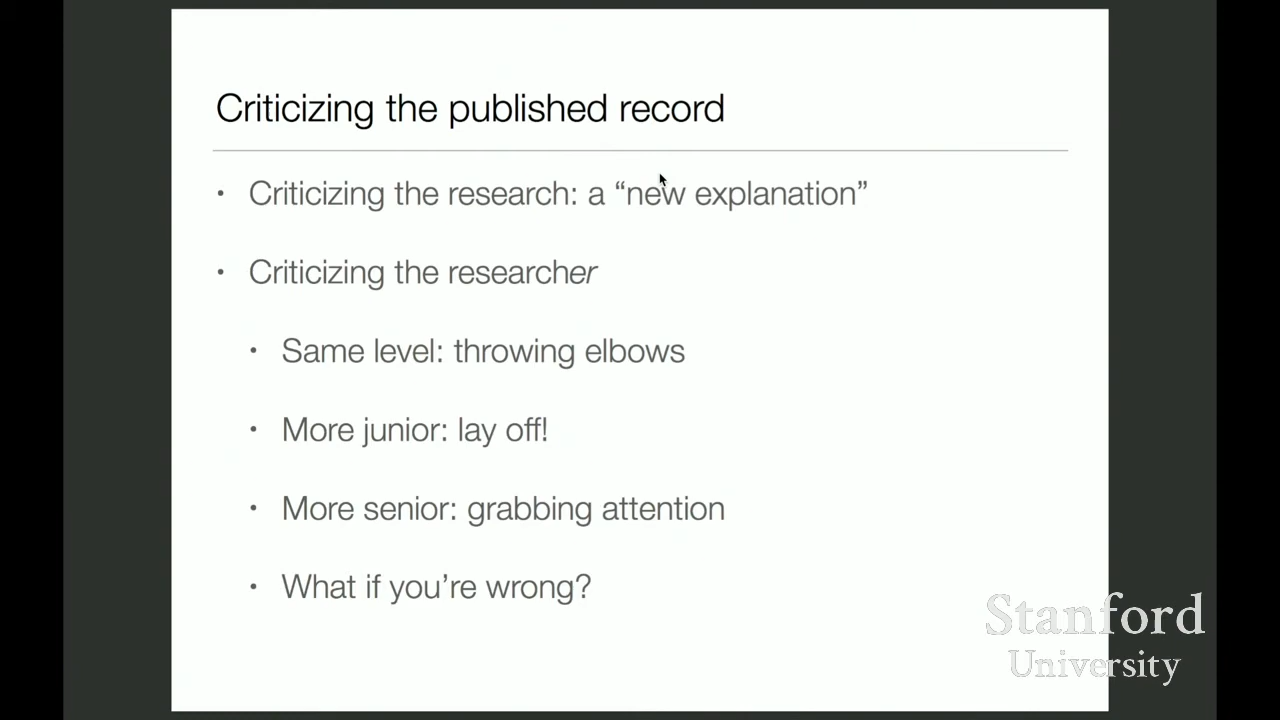 Criticizing the published record
• Criticizing the research: a “new explanation”
• Criticizing the researcher
• Same level: throwing elbows
• More junior: lay off!
• More senior: grabbing attention
• What if you’re wrong?
Stanford
University